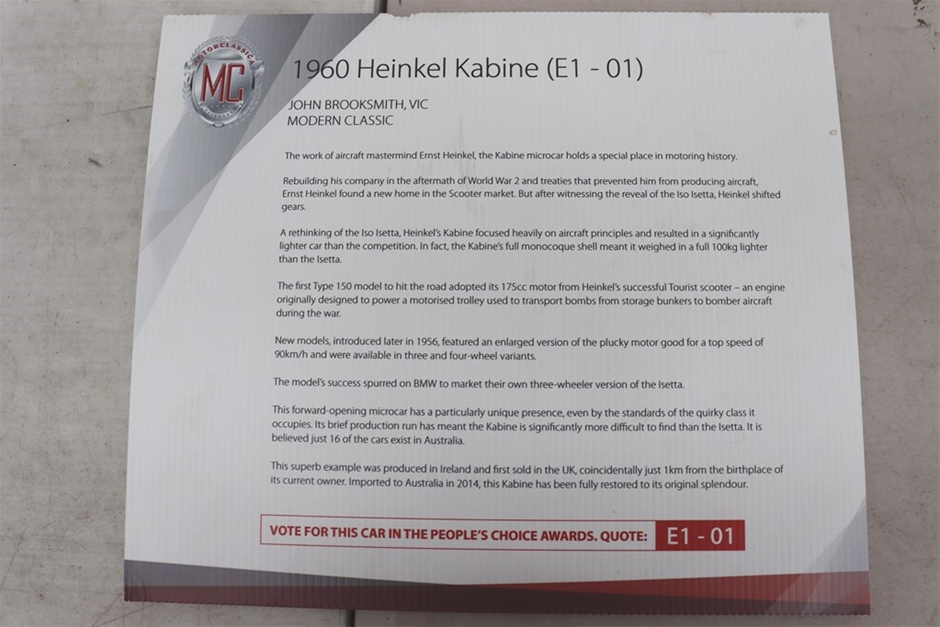 MOTORCLASSICA
MC
1960 Heinkel Kabine (E1 - 01)
JOHN BROOKSMITH, VIC
MODERN CLASSIC
The work of aircraft mastermind Ernst Heinkel, the Kabine microcar holds a special place in motoring history.
Rebuilding his company in the aftermath of World War 2 and treaties that prevented him from producing aircraft,
Ernst Heinkel found a new home in the Scooter market. But after witnessing the reveal of the Iso Isetta, Heinkel shifted
gears.
A rethinking of the Iso Isetta, Heinkel's Kabine focused heavily on aircraft principles and resulted in a significantly
lighter car than the competition. In fact, the Kabine's full monocoque shell meant it weighed in a full 100kg lighter
than the Isetta.
The first Type 150 model to hit the road adopted its 175cc motor from Heinkel's successful Tourist scooter – an engine
originally designed to power a motorised trolley used to transport bombs from storage bunkers to bomber aircraft
during the war.
New models, introduced later in 1956, featured an enlarged version of the plucky motor good for a top speed of
90km/h and were available in three and four-wheel variants.
The model's success spurred on BMW to market their own three-wheeler version of the Isetta.
This forward-opening microcar has a particularly unique presence, even by the standards of the quirky class it
occupies. Its brief production run has meant the Kabine is significantly more difficult to find than the Isetta. It is
believed just 16 of the cars exist in Australia.
This superb example was produced in Ireland and first sold in the UK, coincidentally just 1km from the birthplace of
its current owner. Imported to Australia in 2014, this Kabine has been fully restored to its original splendour.
VOTE FOR THIS CAR IN THE PEOPLE'S CHOICE AWARDS. QUOTE: E1 - 01